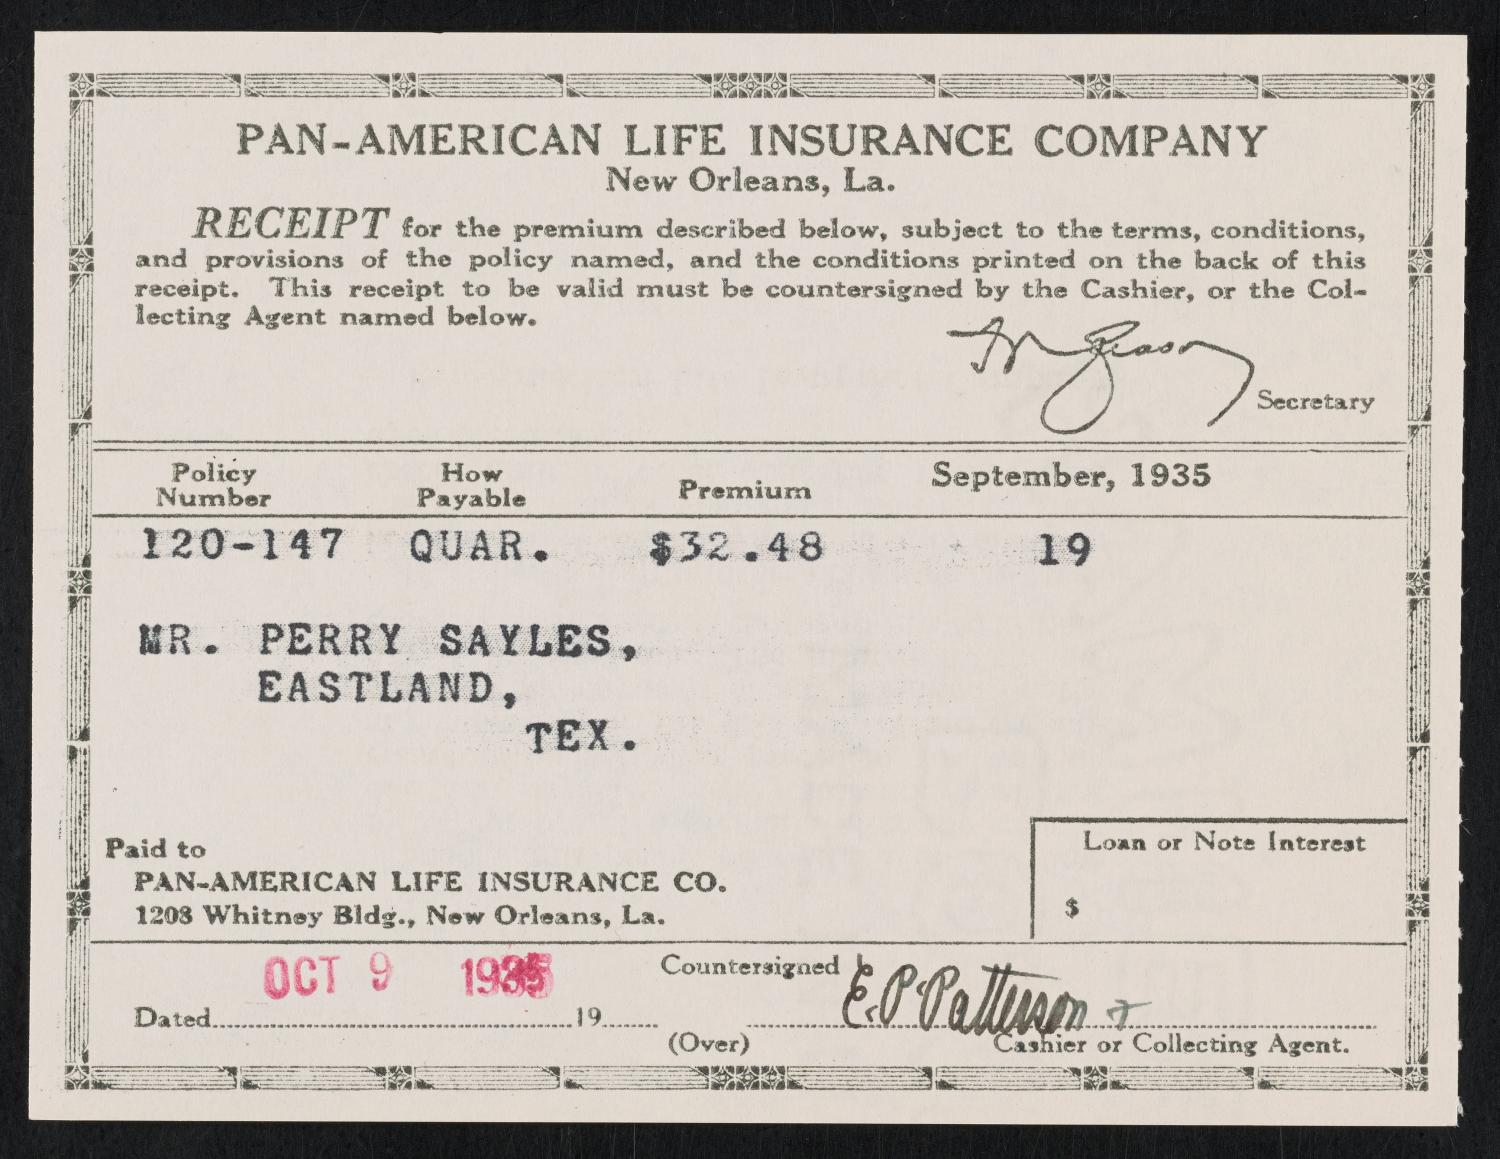 PAN-AMERICAN LIFE INSURANCE COMPANY
New Orleans, La.
RECEIPT for the premium described below, subject to the terms, conditions,
and provisions of the policy named, and the conditions printed on the back of this
receipt. This receipt to be valid must be countersigned by the Cashier, or the Col-
lecting Agent named below.
Secretary
Policy Number How Payable Premium September, 1935
120-147 QUAR. $32.48 19
MR. PERRY SAYLES,
EASTLAND,
TEX.
Paid to
PAN-AMERICAN LIFE INSURANCE CO.
1208 Whitney Bldg., New Orleans, La.
Loan or Note Interest
$
OCT 9 1935
Countersigned E. P. Patterson
Dated 19
(Over)
Cashier or Collecting Agent.